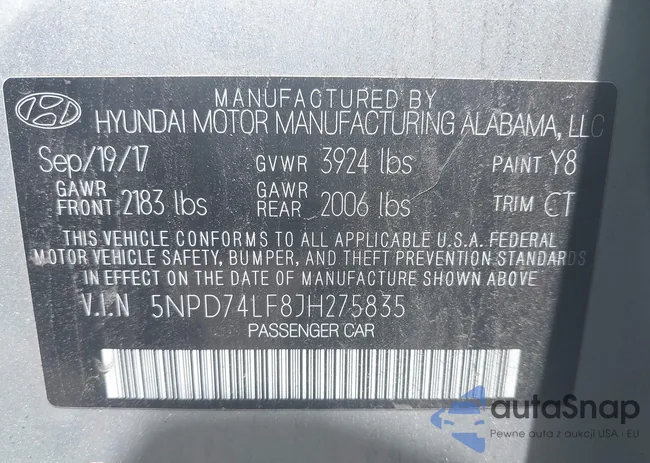 MANUFACTURED BY
HYUNDAI MOTOR MANUFACTURING ALABAMA, LLC
Sep/19/17 GVWR 3924 lbs PAINT Y8
GAWR FRONT 2183 lbs GAWR REAR 2006 lbs TRIM CT
THIS VEHICLE CONFORMS TO ALL APPLICABLE U.S.A. FEDERAL
MOTOR VEHICLE SAFETY, BUMPER, AND THEFT PREVENTION STANDARDS
IN EFFECT ON THE DATE OF MANUFACTURE SHOWN ABOVE.
V.I.N 5NPD74LF8JH275835
PASSENGER CAR
autaSnap
Pewne auta z aukcji USA - EU